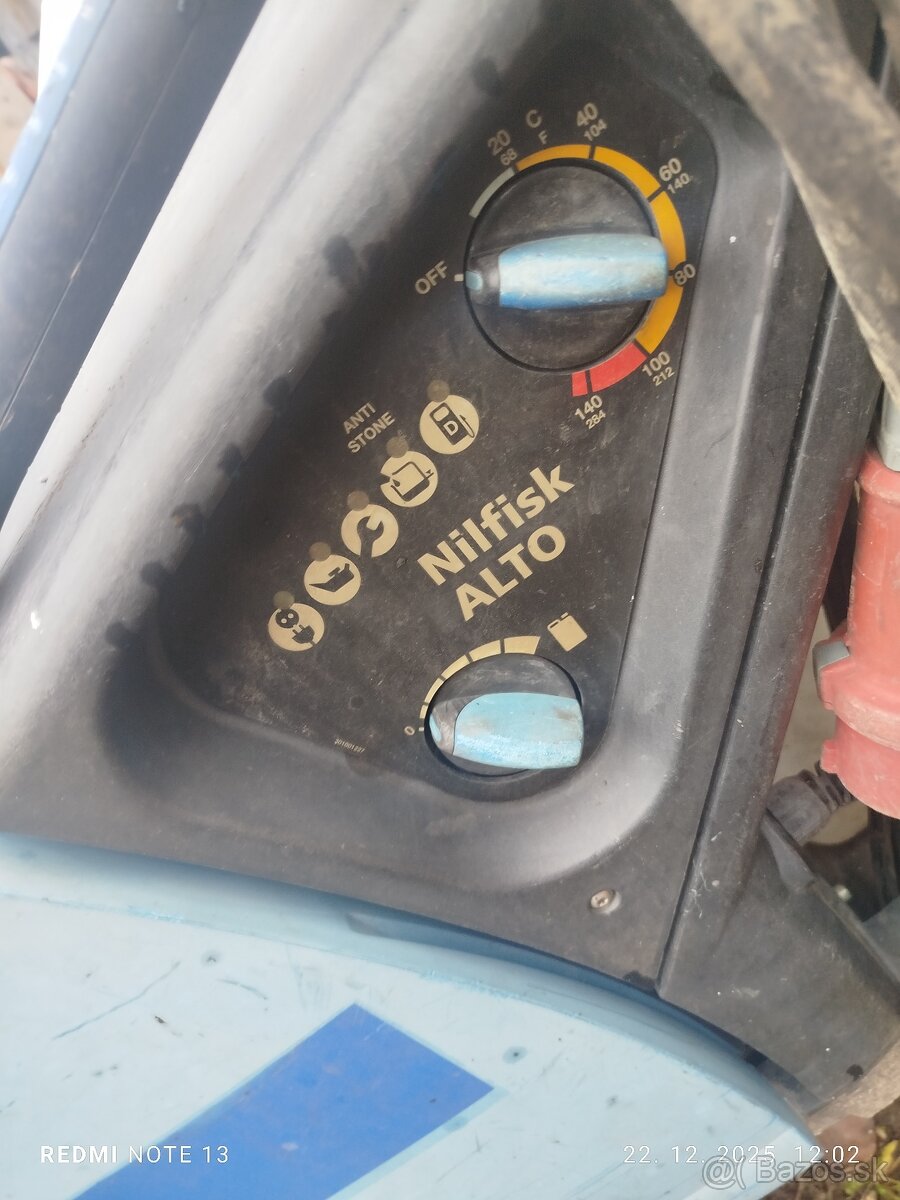 C
F
20
68
40
104
60
140
80
100
212
140
284
OFF
ANTI
STONE
D
Nilfisk
ALTO
0
REDMI NOTE 13
22. 12. 2025 12:02
Bazos.sk